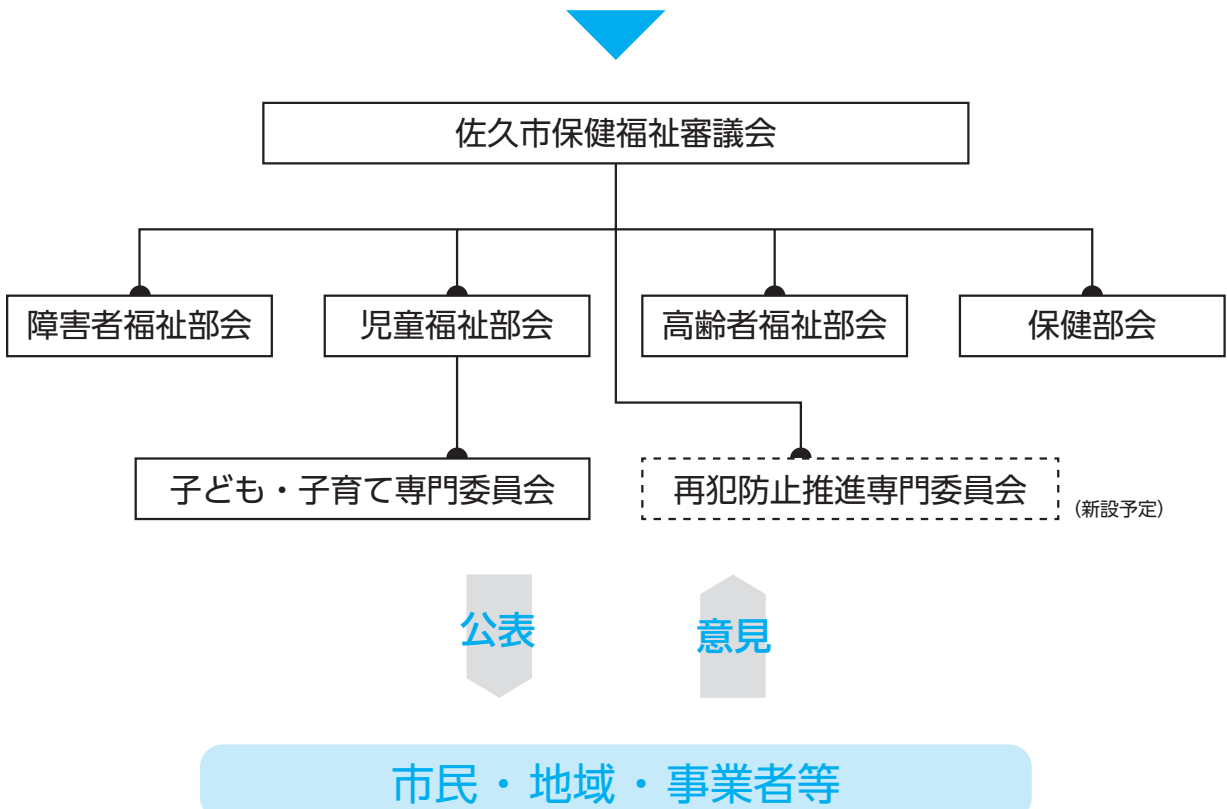 佐久市保健福祉審議会
障害者福祉部会
児童福祉部会
高齢者福祉部会
保健部会
子ども・子育て専門委員会
再犯防止推進専門委員会
(新設予定)
公表
意見
市民・地域・事業者等